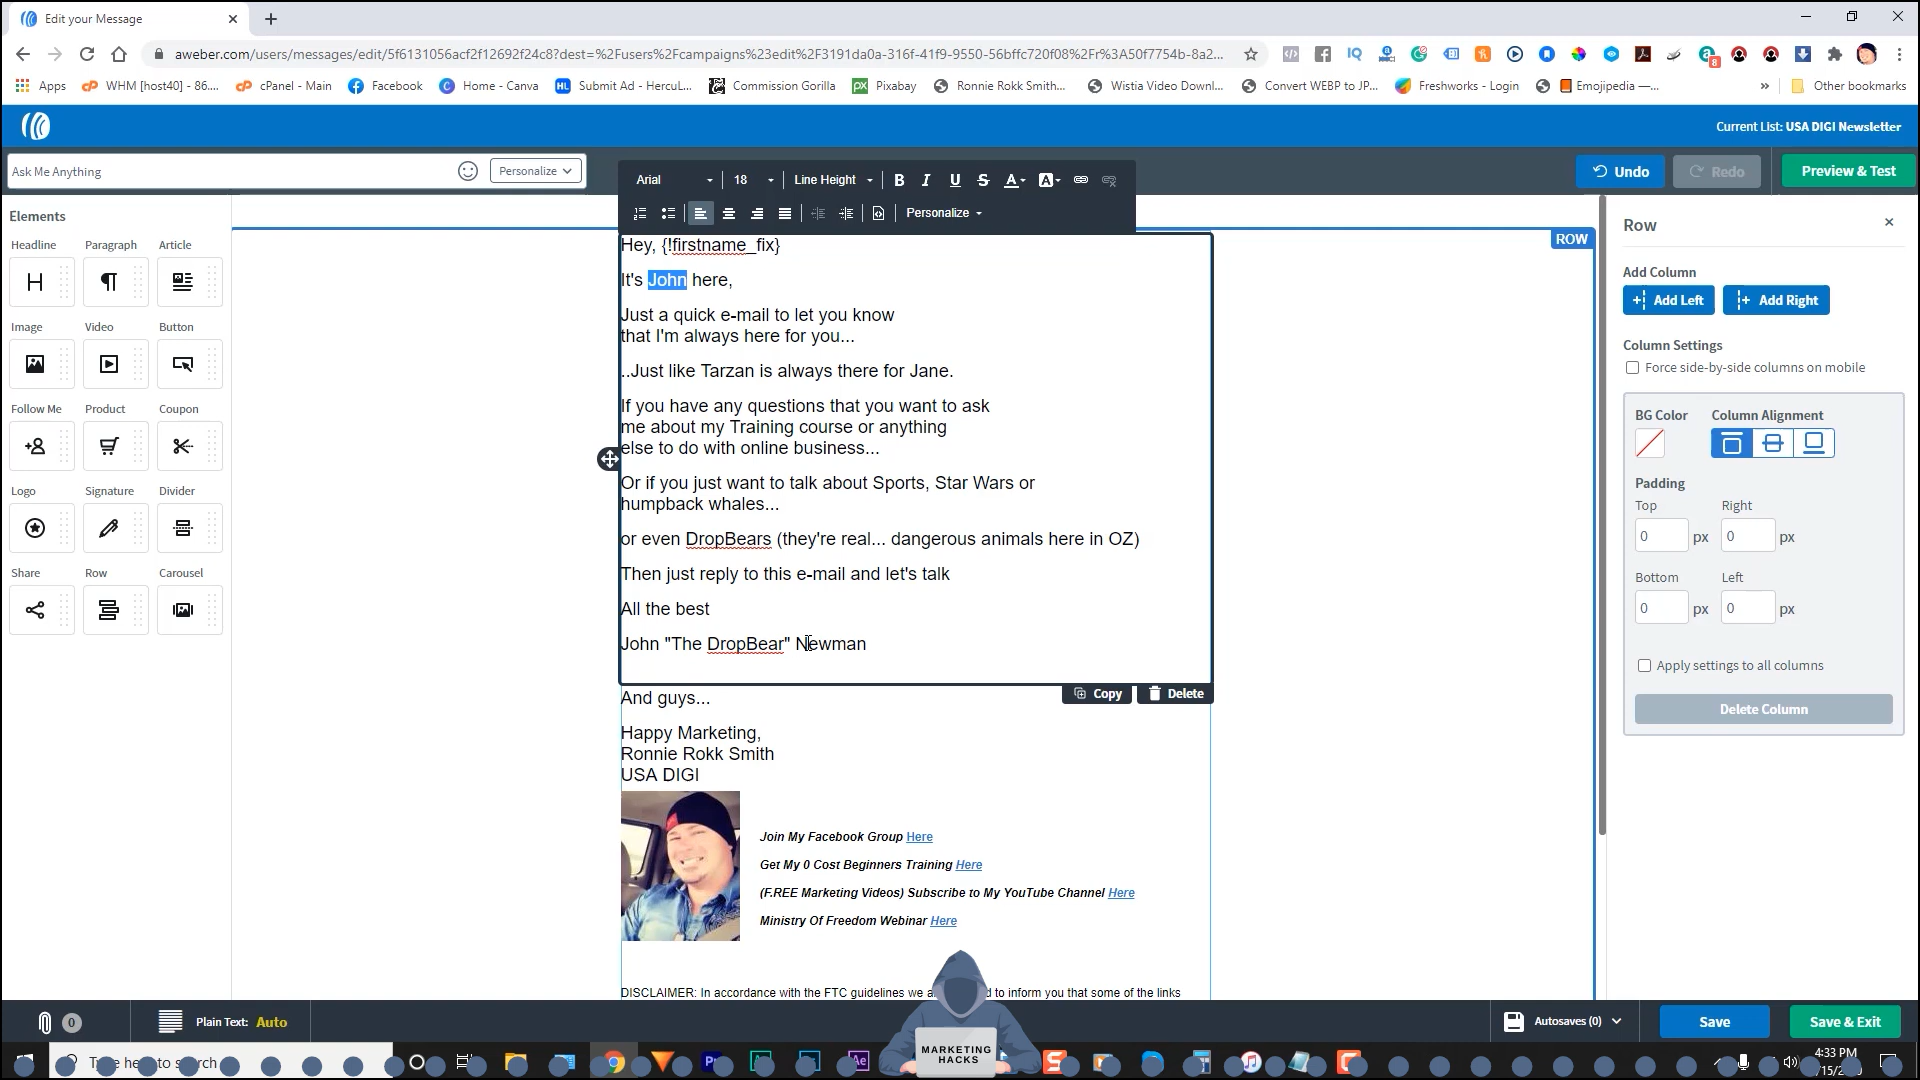 Edit your Message
aweber.com/users/messages/edit/5f6131056acf2f12692f24c8?dest=%2Fusers%2Fcampaigns%23edit%2F3191da0a-316f-41f9-9550-56bffc720f08%2Fr%3A50f7754b-8a2...
Apps
WHM [host40] - 86....
cPanel - Main
Facebook
Home - Canva
Submit Ad - HercuL...
Commission Gorilla
Pixabay
Ronnie Rokk Smith...
Wistia Video Downl...
Convert WEBP to JP...
Freshworks - Login
Emojipedia —...
»
Other bookmarks
Current List: USA DIGI Newsletter
Ask Me Anything
Personalize
Arial
18
Line Height
B I U S A A
Personalize
Undo
Redo
Preview & Test
Elements
Headline
Paragraph
Article
Image
Video
Button
Follow Me
Product
Coupon
Logo
Signature
Divider
Share
Row
Carousel
ROW
Hey, {!firstname_fix}
It's John here,
Just a quick e-mail to let you know
that I'm always here for you...
..Just like Tarzan is always there for Jane.
If you have any questions that you want to ask
me about my Training course or anything
else to do with online business...
Or if you just want to talk about Sports, Star Wars or
humpback whales...
or even DropBears (they're real... dangerous animals here in OZ)
Then just reply to this e-mail and let's talk
All the best
John "The DropBear" Newman
Copy
Delete
And guys...
Happy Marketing,
Ronnie Rokk Smith
USA DIGI
Join My Facebook Group Here
Get My 0 Cost Beginners Training Here
(F.REE Marketing Videos) Subscribe to My YouTube Channel Here
Ministry Of Freedom Webinar Here
DISCLAIMER: In accordance with the FTC guidelines we to inform you that some of the links
Row
Add Column
Add Left
Add Right
Column Settings
Force side-by-side columns on mobile
BG Color
Column Alignment
Padding
Top
Right
0 px
0 px
Bottom
Left
0 px
0 px
Apply settings to all columns
Delete Column
0
Plain Text: Auto
Autosaves (0)
Save
Save & Exit
MARKETING
HACKS
Type here to search
4:33 PM